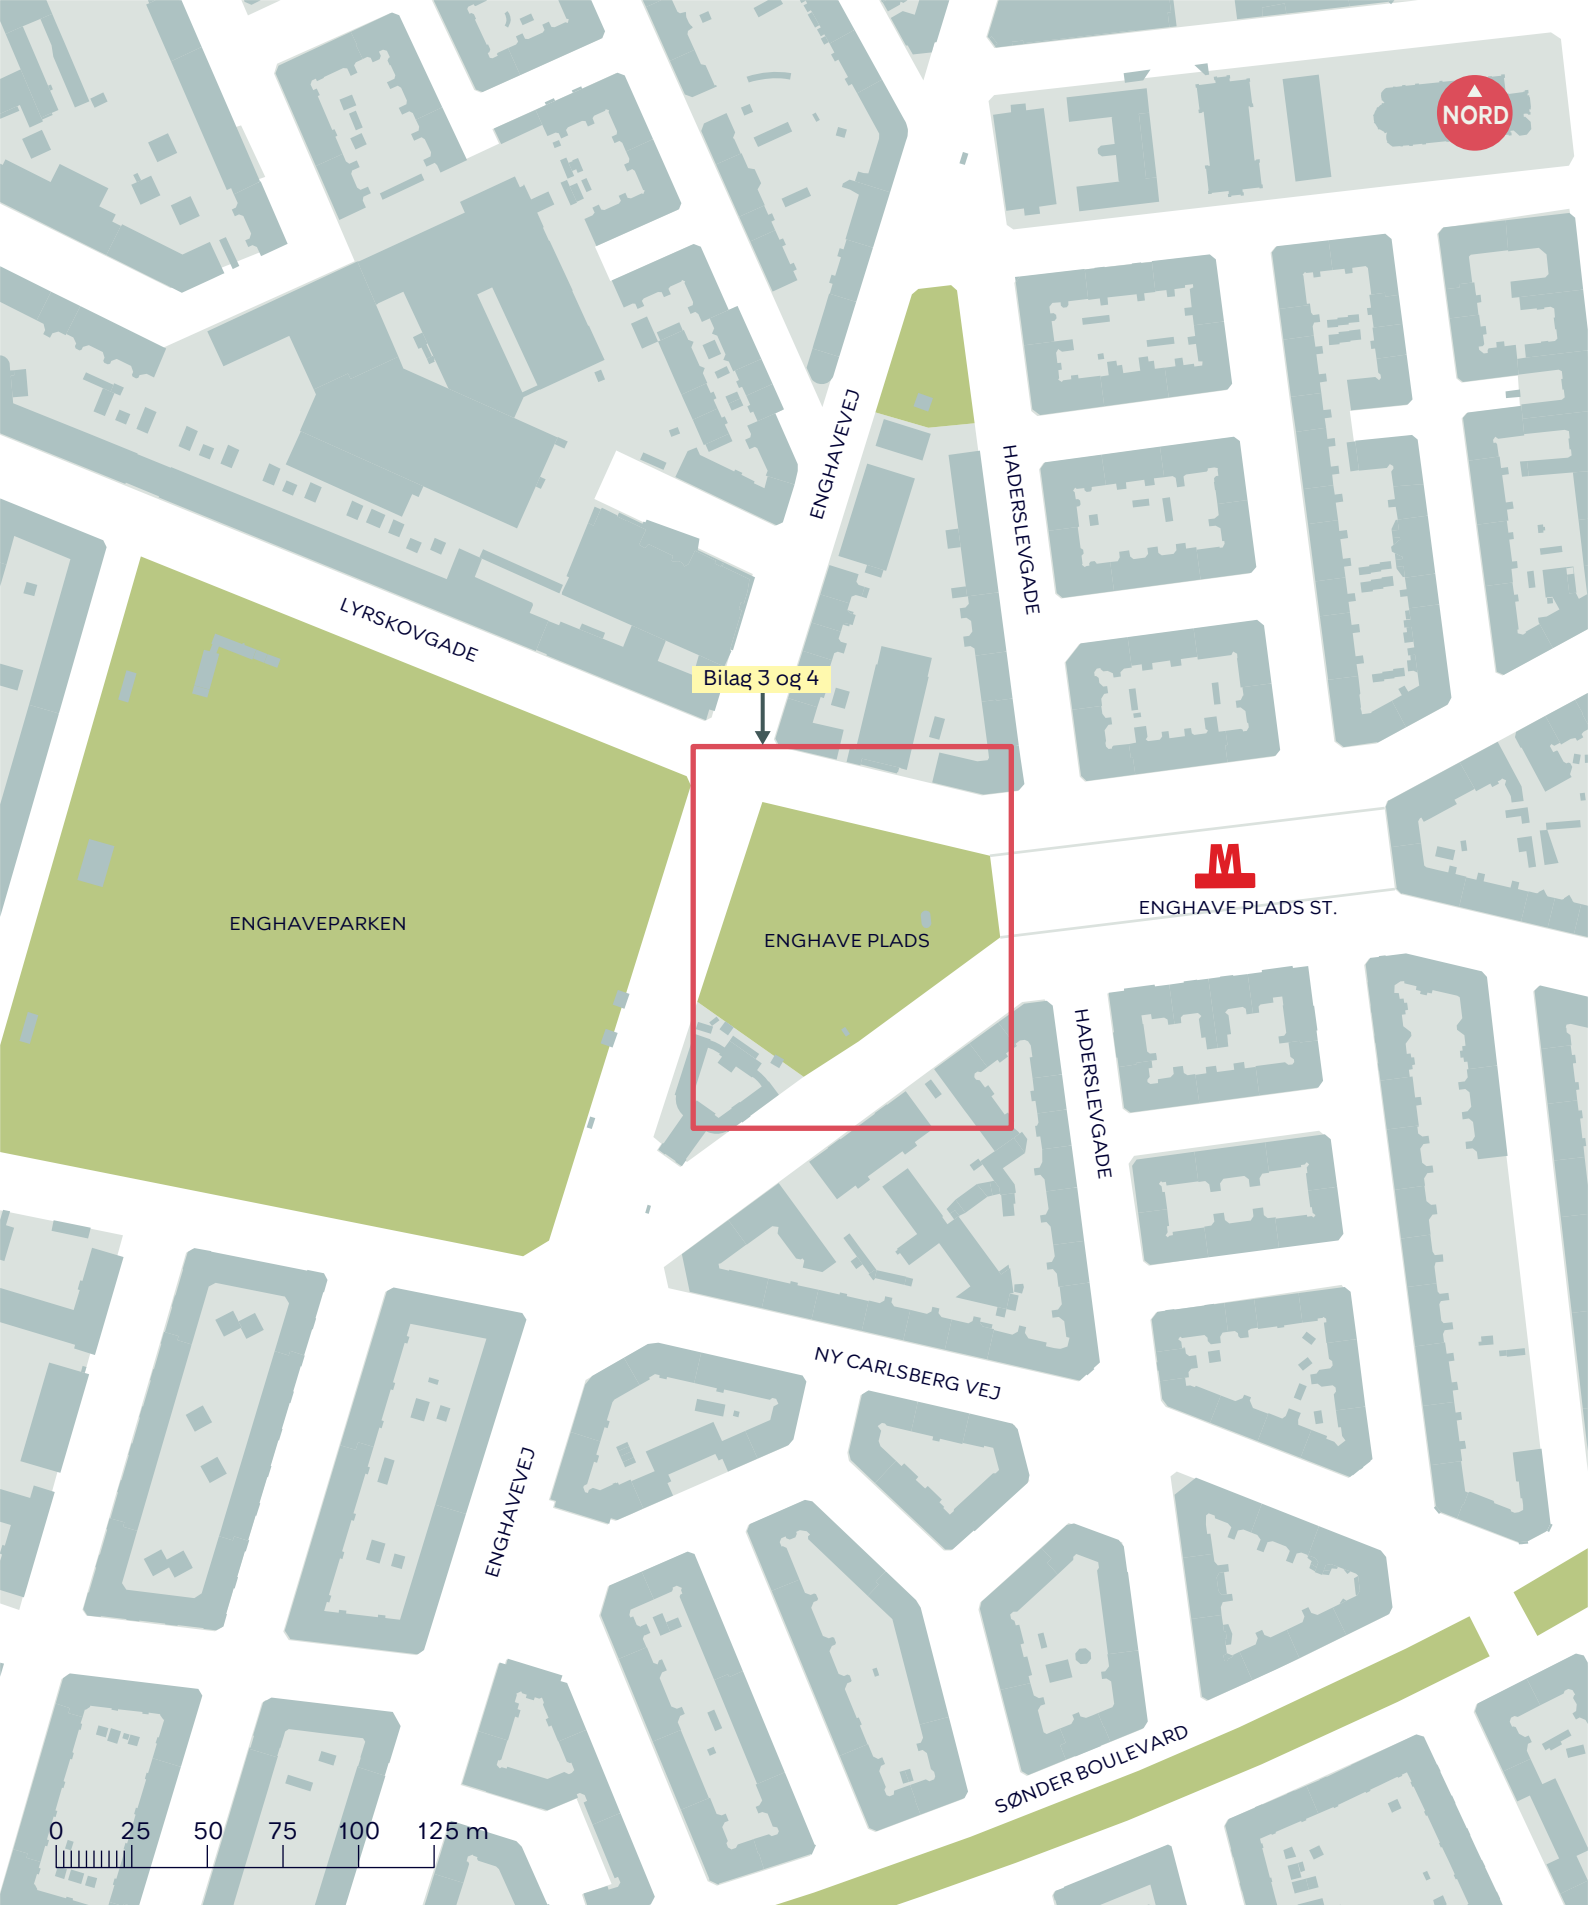 NORD
ENGHAVEVEJ
HADERSLEVGADE
LYRSKOVGADE
Bilag 3 og 4
M
ENGHAVE PLADS ST.
ENGHAVEPARKEN
ENGHAVE PLADS
HADERSLEVGADE
NY CARLSBERG VEJ
ENGHAVEVEJ
SØNDER BOULEVARD
0 25 50 75 100 125 m